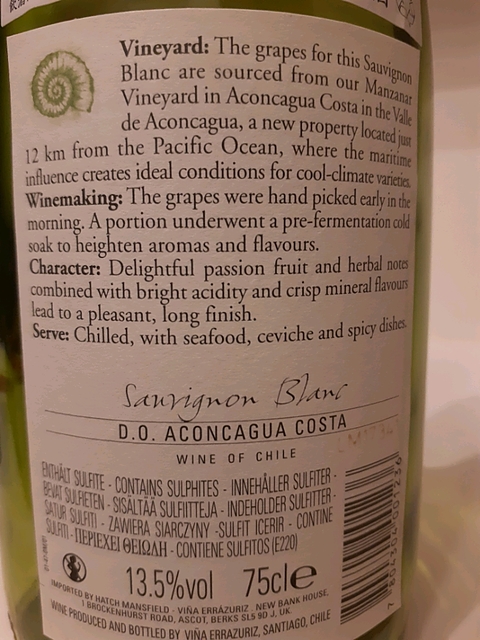 Vineyard: The grapes for this Sauvignon
Blanc are sourced from our Manzanar
Vineyard in Aconcagua Costa in the Valle
de Aconcagua, a new property located just
12 km from the Pacific Ocean, where the maritime
influence creates ideal conditions for cool-climate varieties.
Winemaking: The grapes were hand picked early in the
morning. A portion underwent a pre-fermentation cold
soak to heighten aromas and flavours.
Character: Delightful passion fruit and herbal notes
combined with bright acidity and crisp mineral flavours
lead to a pleasant, long finish.
Serve: Chilled, with seafood, ceviche and spicy dishes.
Sauvignon Blanc
D.O. ACONCAGUA COSTA
WINE OF CHILE
ENTHÄLT SULFITE - CONTAINS SULPHITES - INNEHÅLLER SULFITER -
BEVAT SULFIETEN - SISÄLTÄÄ SULFIITTEJA - INDEHOLDER SULFITTER -
SATUR SULFITI - ZAWIERA SIARCZYNY -SULFIT ICERIR - CONTINE
SULFITI -ΠΕΡΙΕΧΕΙ ΘΕΙΩΔΗ - CONTIENE SULFITOS (E220)
13.5%vol 75cl e
IMPORTED BY HATCH MANSFIELD - VIÑA ERRÁZURIZ . NEW BANK HOUSE.
1 BROCKENHURST ROAD, ASCOT, BERKS SL5 9D J. UK.
WINE PRODUCED AND BOTTLED BY VIÑA ERRAZURIZ, SANTIAGO, CHILE